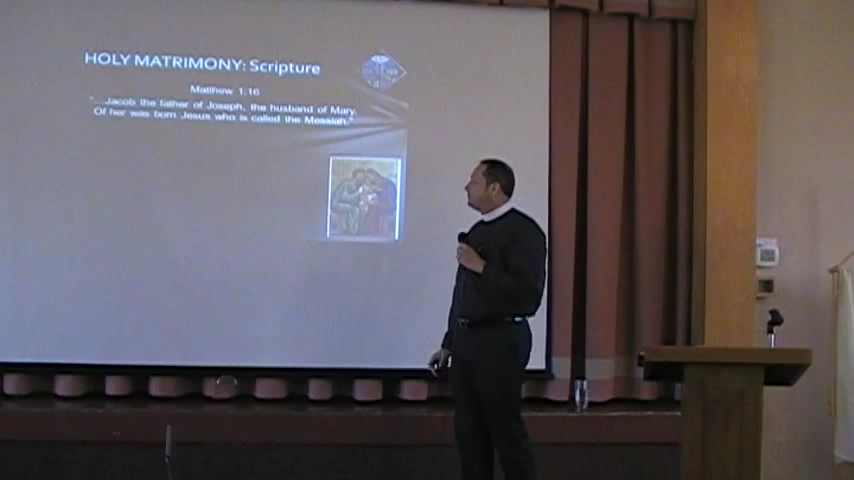 HOLY MATRIMONY: Scripture
Matthew 1:16
"...Jacob the father of Joseph, the husband of Mary.
Of her was born Jesus who is called the Messiah."